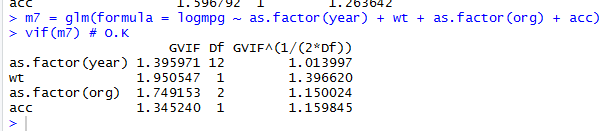 acc 1.596792 1 1.263642
> m7 = glm(formula = logmpg ~ as.factor(year) + wt + as.factor(org) + acc)
> vif(m7) # O.K
GVIF Df GVIF^(1/(2*Df))
as.factor(year) 1.395971 12 1.013997
wt 1.950547 1 1.396620
as.factor(org) 1.749153 2 1.150024
acc 1.345240 1 1.159845
>